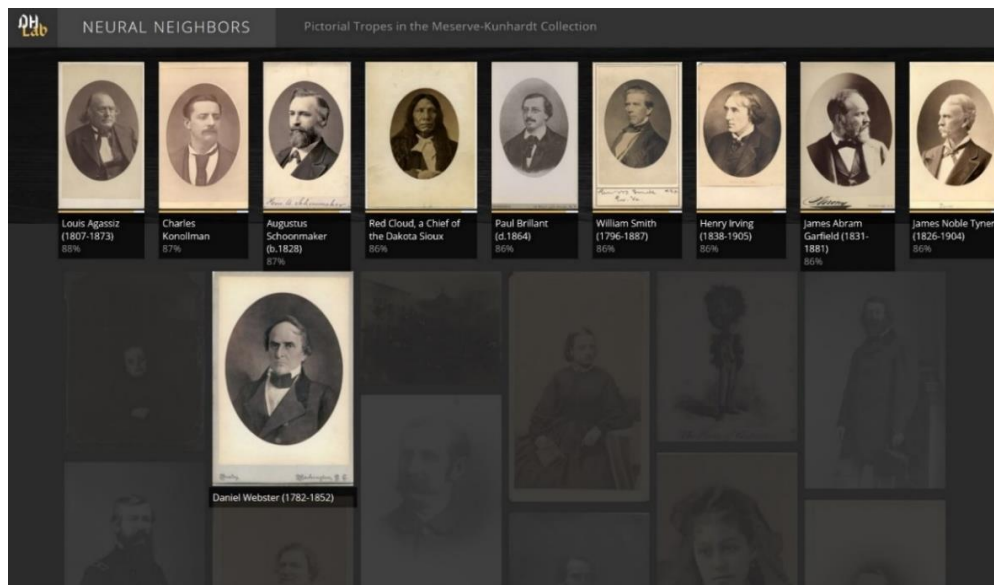 DH
Lab
NEURAL NEIGHBORS
Pictorial Tropes in the Meserve-Kunhardt Collection
Louis Agassiz
(1807-1873)
88%
Charles
Konollman
87%
Augustus
Schoonmaker
(b.1828)
87%
Red Cloud, a Chief of
the Dakota Sioux
86%
Paul Brillant
(d.1864)
86%
William Smith
(1796-1887)
86%
Henry Irving
(1838-1905)
86%
James Abram
Garfield (1831-
1881)
86%
James Noble Tyner
(1826-1904)
86%
Daniel Webster (1782-1852)